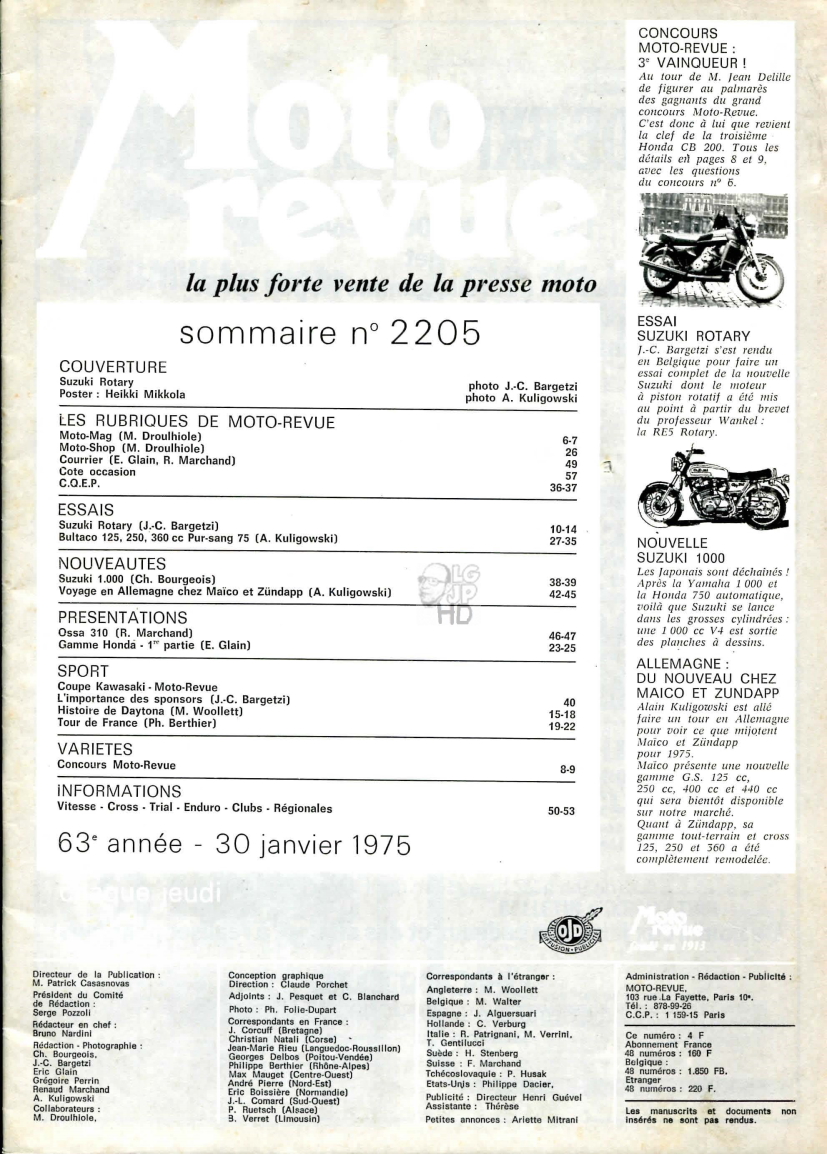 Moto
revue
la plus forte vente de la presse moto
sommaire n° 2205
COUVERTURE
Suzuki Rotary photo J.-C. Bargetzi
Poster : Heikki Mikkola photo A. Kuligowski
LES RUBRIQUES DE MOTO-REVUE
Moto-Mag (M. Droulhiole) 6-7
Moto-Shop (M. Droulhiole) 26
Courrier (E. Glain, R. Marchand) 49
Cote occasion 57
C.Q.E.P. 36-37
ESSAIS
Suzuki Rotary (J.-C. Bargetzi) 10-14
Bultaco 125, 250, 360 cc Pur-sang 75 (A. Kuligowski) 27-35
NOUVEAUTES
Suzuki 1.000 (Ch. Bourgeois) 38-39
Voyage en Allemagne chez Maïco et Zündapp (A. Kuligowski) 42-45
PRESENTATIONS
Ossa 310 (R. Marchand) 46-47
Gamme Honda - 1re partie (E. Glain) 23-25
SPORT
Coupe Kawasaki - Moto-Revue
L'importance des sponsors (J.-C. Bargetzi) 40
Histoire de Daytona (M. Woollett) 15-18
Tour de France (Ph. Berthier) 19-22
VARIETES
Concours Moto-Revue 8-9
INFORMATIONS
Vitesse - Cross - Trial - Enduro - Clubs - Régionales 50-53
63e année - 30 janvier 1975
chaque jeudi
LG
JP
HD
CONCOURS
MOTO-REVUE :
3e VAINQUEUR !
Au tour de M. Jean Delille
de figurer au palmarès
des gagnants du grand
concours Moto-Revue.
C'est donc à lui que revient
la clef de la troisième
Honda CB 200. Tous les
détails en pages 8 et 9,
avec les questions
du concours n° 6.
ESSAI
SUZUKI ROTARY
J.-C. Bargetzi s'est rendu
en Belgique pour faire un
essai complet de la nouvelle
Suzuki dont le moteur
à piston rotatif a été mis
au point à partir du brevet
du professeur Wankel :
la RE5 Rotary.
NOUVELLE
SUZUKI 1000
Les Japonais sont déchaînés !
Après la Yamaha 1 000 et
la Honda 750 automatique,
voilà que Suzuki se lance
dans les grosses cylindrées :
une 1 000 cc V4 est sortie
des planches à dessins.
ALLEMAGNE :
DU NOUVEAU CHEZ
MAICO ET ZUNDAPP
Alain Kuligowski est allé
faire un tour en Allemagne
pour voir ce que mijotent
Maïco et Zündapp
pour 1975.
Maïco présente une nouvelle
gamme G.S. 125 cc,
250 cc, 400 cc et 440 cc
qui sera bientôt disponible
sur notre marché.
Quant à Zündapp, sa
gamme tout-terrain et cross
125, 250 et 360 a été
complètement remodelée.
OJD
DIFFUSION-PUBLICITÉ
Moto
revue
fondé en 1913
Directeur de la Publication :
M. Patrick Casasnovas
Président du Comité
de Rédaction :
Serge Pozzoli
Rédacteur en chef :
Bruno Nardini
Rédaction - Photographie :
Ch. Bourgeois,
J.-C. Bargetzi
Eric Glain
Grégoire Perrin
Renaud Marchand
A. Kuligowski
Collaborateurs :
M. Droulhiole,
Conception graphique
Direction : Claude Porchet
Adjoints : J. Pesquet et C. Blanchard
Photo : Ph. Folie-Dupart
Correspondants en France :
J. Corcuff (Bretagne)
Christian Natali (Corse)
Jean-Marie Rieu (Languedoc-Roussillon)
Georges Delbos (Poitou-Vendée)
Philippe Berthier (Rhône-Alpes)
Max Mauget (Centre-Ouest)
André Pierre (Nord-Est)
Eric Boissière (Normandie)
J.-L. Comard (Sud-Ouest)
P. Ruetsch (Alsace)
B. Verret (Limousin)
Correspondants à l'étranger :
Angleterre : M. Woollett
Belgique : M. Walter
Espagne : J. Alguersuari
Hollande : C. Verburg
Italie : R. Patrignani, M. Verrini,
T. Gentilucci
Suède : H. Stenberg
Suisse : F. Marchand
Tchécoslovaquie : P. Husak
Etats-Unis : Philippe Dacier,
Publicité : Directeur Henri Guével
Assistante : Thérèse
Petites annonces : Arlette Mitrani
Administration - Rédaction - Publicité :
MOTO-REVUE,
103 rue La Fayette, Paris 10e.
Tél. : 878-99-26
C.C.P. : 1 159-15 Paris
Ce numéro : 4 F
Abonnement France
48 numéros : 160 F
Belgique :
48 numéros : 1.850 FB.
Etranger
48 numéros : 220 F.
Les manuscrits et documents non
insérés ne sont pas rendus.